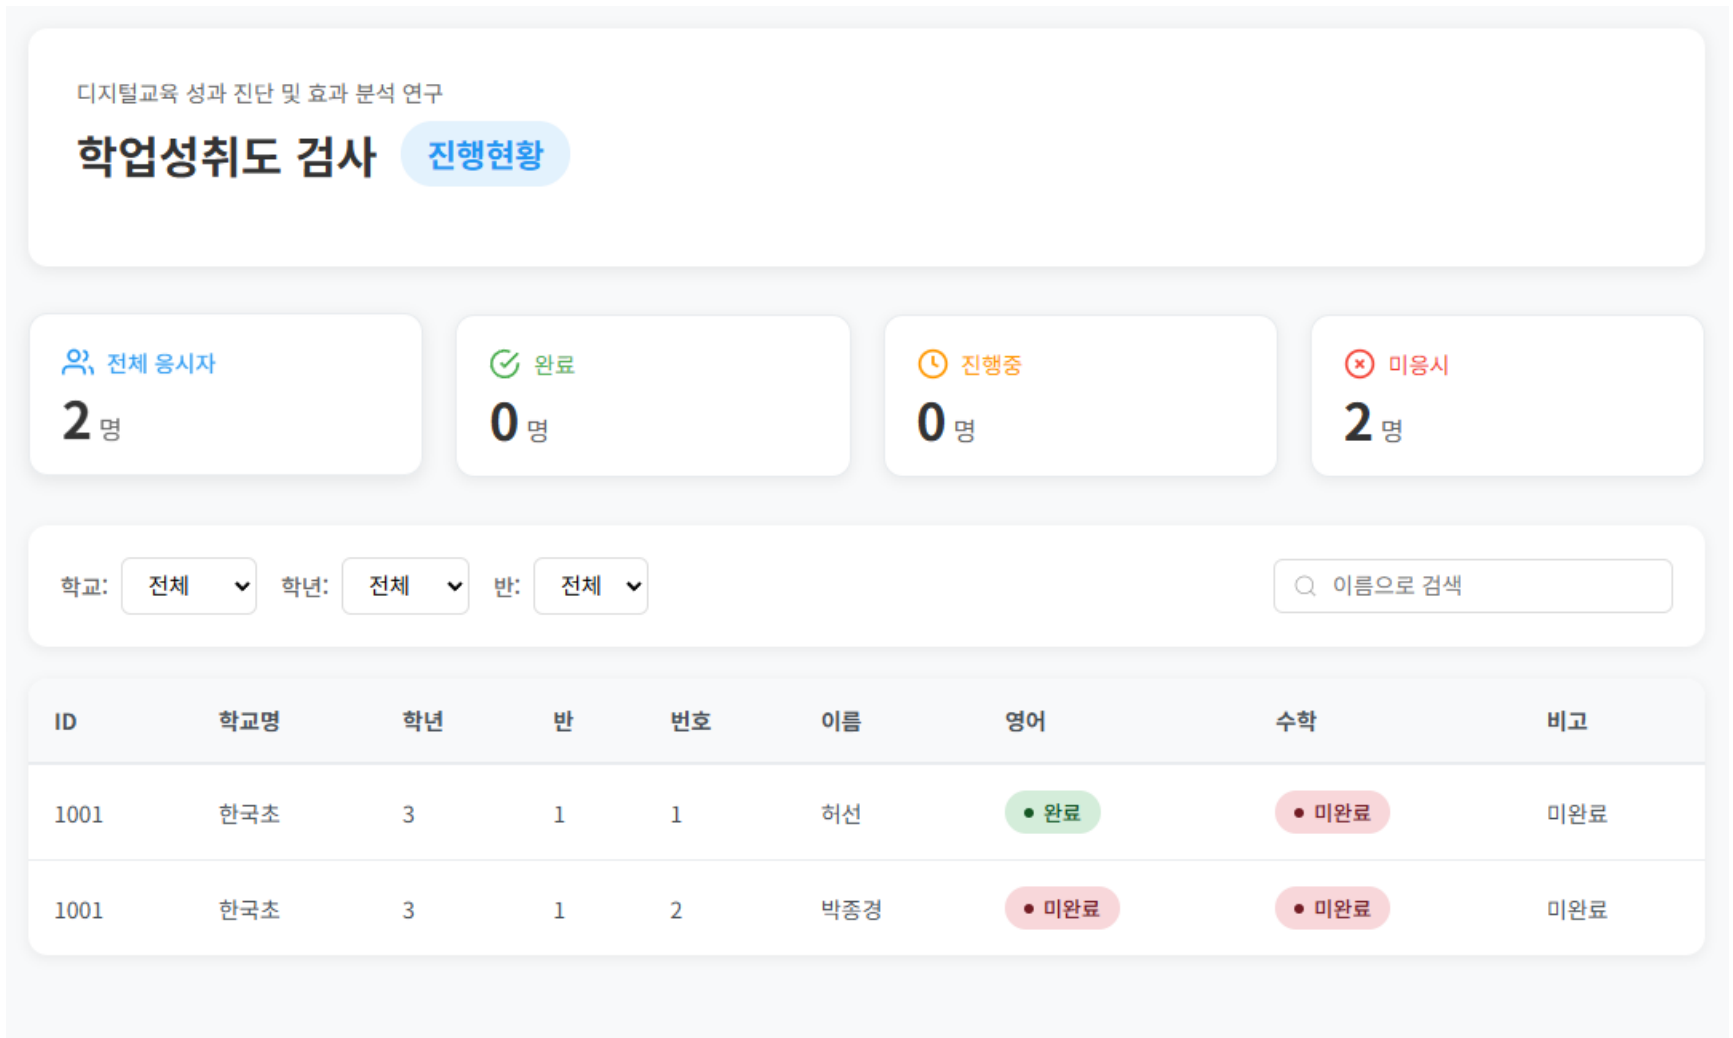 디지털교육 성과 진단 및 효과 분석 연구
학업성취도 검사 진행현황
전체 응시자 완료 진행중 미응시
2 명 0 명 0 명 2 명
학교: 전체 학년: 전체 반: 전체 이름으로 검색
ID 학교명 학년 반 번호 이름 영어 수학 비고
1001 한국초 3 1 1 허선 완료 미완료 미완료
1001 한국초 3 1 2 박종경 미완료 미완료 미완료